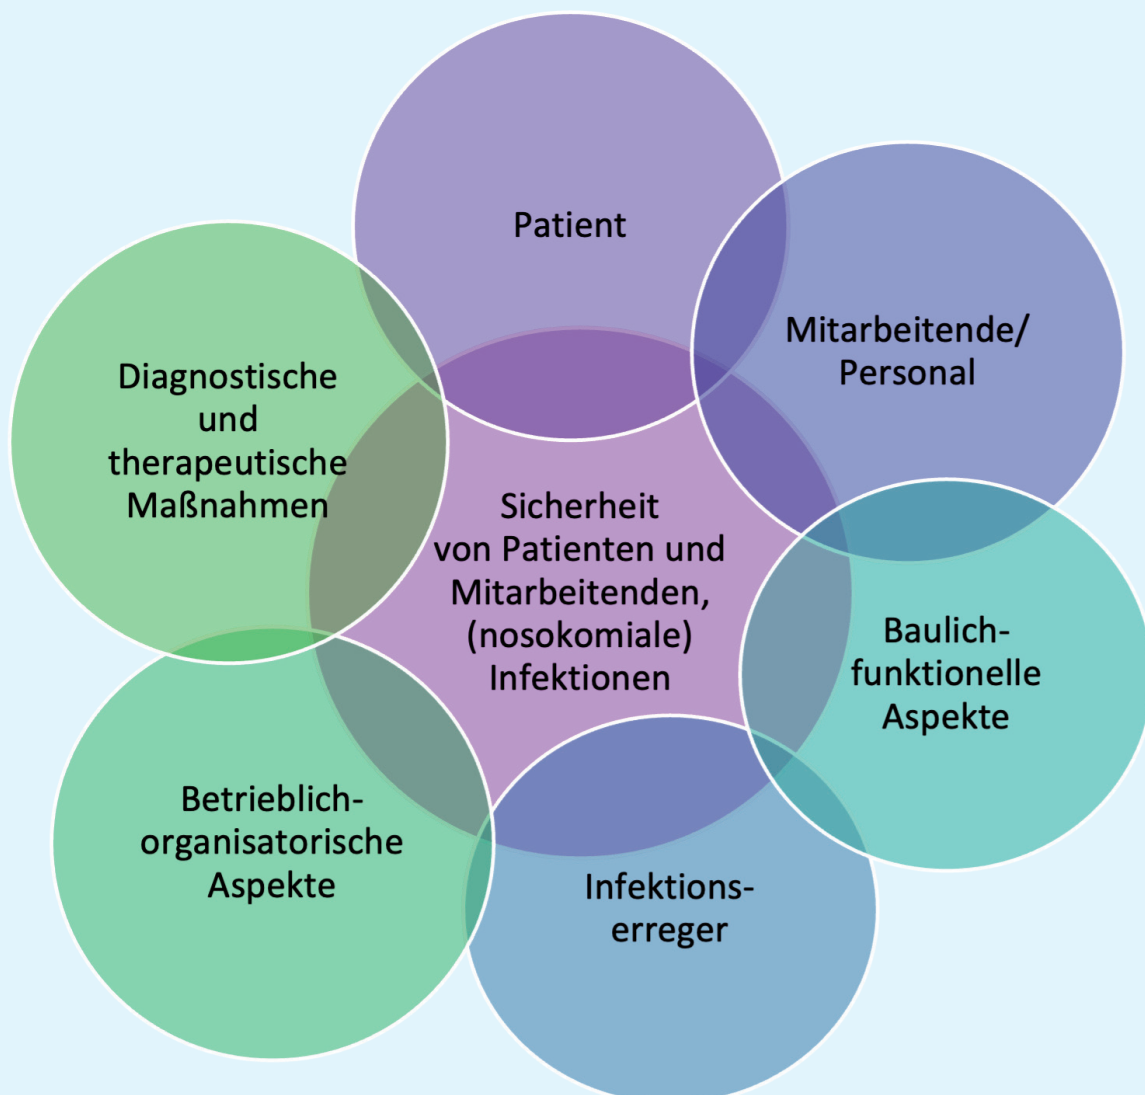 Patient
Mitarbeitende/
Personal
Diagnostische
und
therapeutische
Maßnahmen
Sicherheit
von Patienten und
Mitarbeitenden,
(nosokomiale)
Infektionen
Baulich-
funktionelle
Aspekte
Betrieblich-
organisatorische
Aspekte
Infektions-
erreger